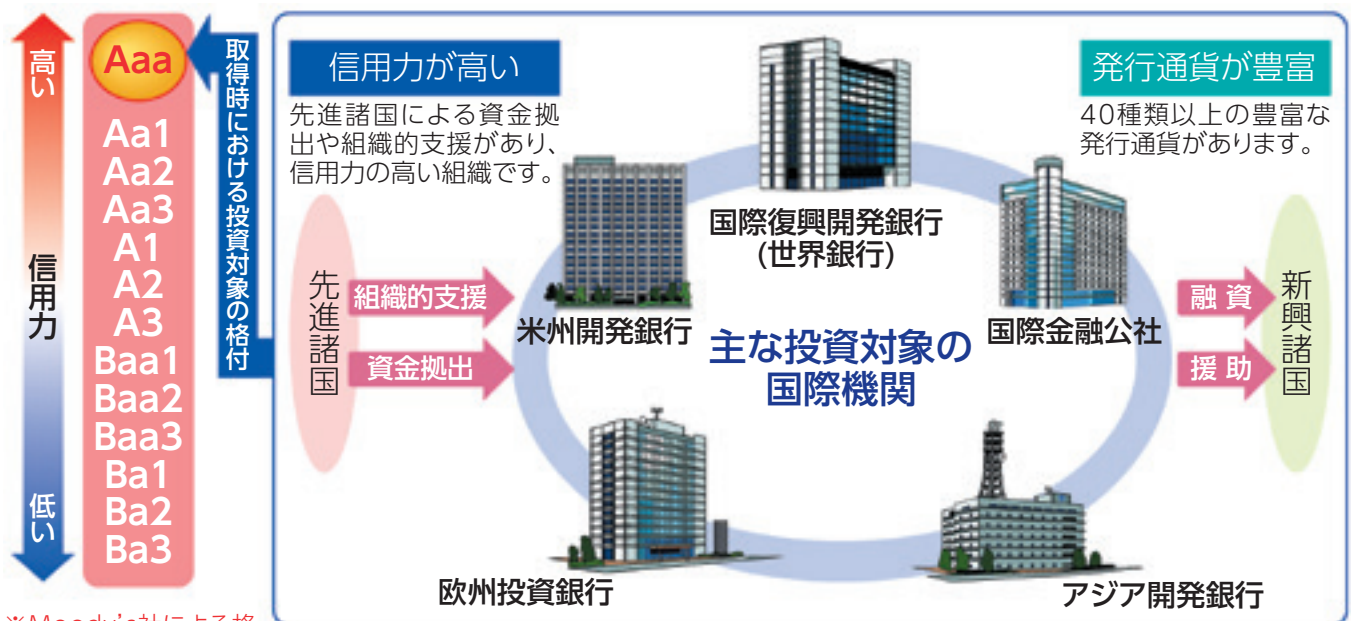 高い
信用力
低い
Aaa
Aa1
Aa2
Aa3
A1
A2
A3
Baa1
Baa2
Baa3
Ba1
Ba2
Ba3
取得時における投資対象の格付
信用力が高い
先進諸国による資金拠
出や組織的支援があり、
信用力の高い組織です。
発行通貨が豊富
40種類以上の豊富な
発行通貨があります。
先進諸国
組織的支援
資金拠出
国際復興開発銀行
(世界銀行)
米州開発銀行
国際金融公社
主な投資対象の
国際機関
融 資
援 助
新興諸国
欧州投資銀行
アジア開発銀行
※Moody's社による格